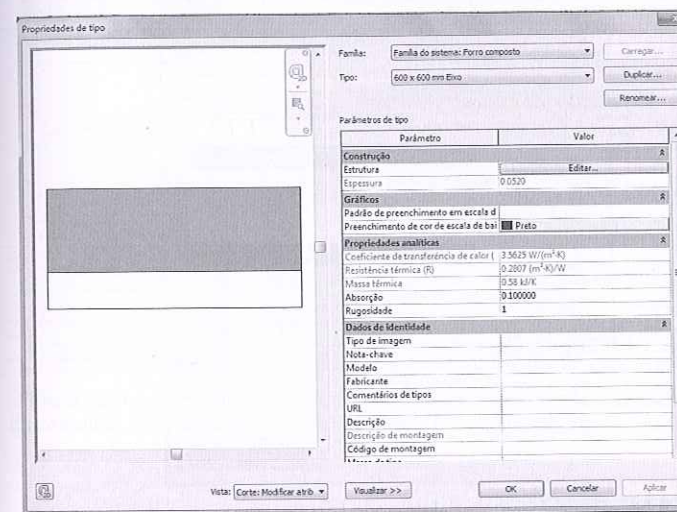 Propriedades de tipo
Família: Família do sistema: Forro composto Carregar...
Tipo: 600 x 600 mm Eixo Duplicar...
Renomear...
Parâmetros de tipo
Parâmetro Valor
Construção
Estrutura Editar...
Espessura 0.0520
Gráficos
Padrão de preenchimento em escala d
Preenchimento de cor de escala de bai Preto
Propriedades analíticas
Coeficiente de transferência de calor ( 3.5625 W/(m²·K)
Resistência térmica (R) 0.2807 (m²·K)/W
Massa térmica 0.58 kJ/K
Absorção 0.100000
Rugosidade 1
Dados de identidade
Tipo de imagem
Nota-chave
Modelo
Fabricante
Comentários de tipos
URL
Descrição
Descrição de montagem
Código de montagem
Vista: Corte: Modificar atrib Visualizar >> OK Cancelar Aplicar